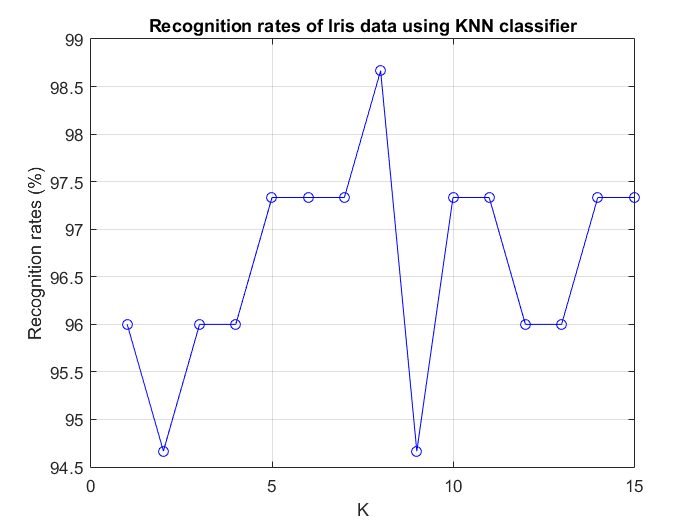 Recognition rates of Iris data using KNN classifier
Recognition rates (%)
99
98.5
98
97.5
97
96.5
96
95.5
95
94.5
0 5 10 15
K